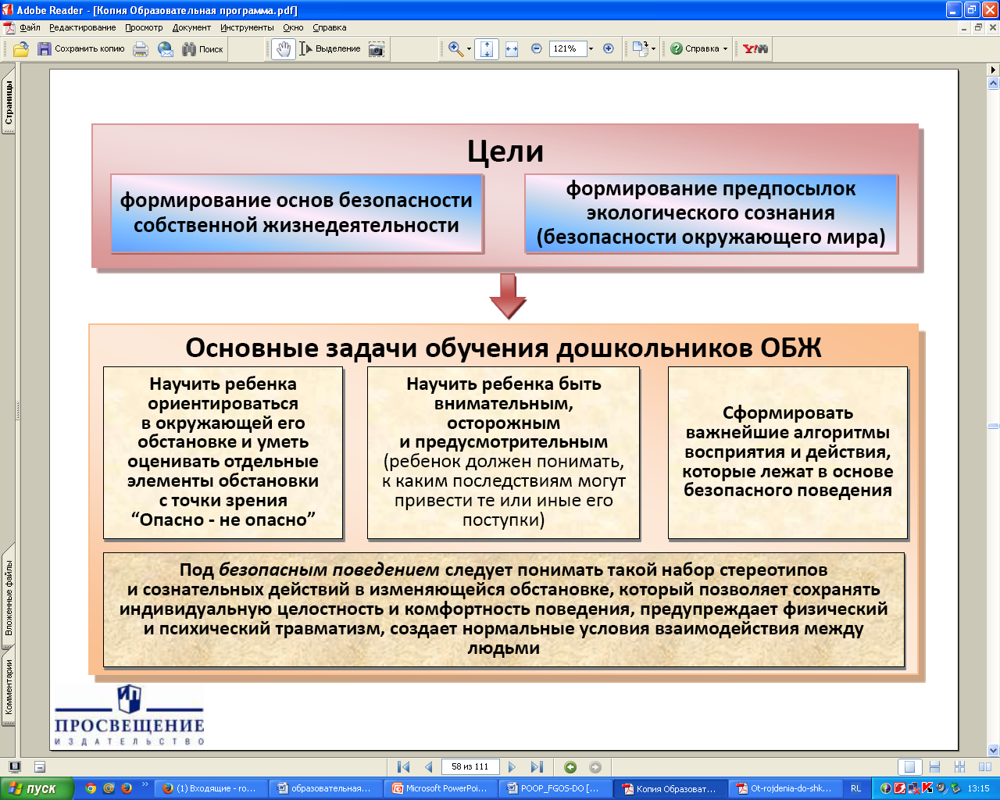 Adobe Reader - [Копия Образовательная программа.pdf]
Файл Редактирование Просмотр Документ Инструменты Окно Справка
Сохранить копию Поиск Выделение 121% Справка Y!
Страницы
Цели
формирование основ безопасности
собственной жизнедеятельности
формирование предпосылок
экологического сознания
(безопасности окружающего мира)
Основные задачи обучения дошкольников ОБЖ
Научить ребенка
ориентироваться
в окружающей его
обстановке и уметь
оценивать отдельные
элементы обстановки
с точки зрения
“Опасно - не опасно”
Научить ребенка быть
внимательным,
осторожным
и предусмотрительным
(ребенок должен понимать,
к каким последствиям могут
привести те или иные его
поступки)
Сформировать
важнейшие алгоритмы
восприятия и действия,
которые лежат в основе
безопасного поведения
Под безопасным поведением следует понимать такой набор стереотипов
и сознательных действий в изменяющейся обстановке, который позволяет сохранять
индивидуальную целостность и комфортность поведения, предупреждает физический
и психический травматизм, создает нормальные условия взаимодействия между
людьми
Вложенные файлы
Комментарии
ПРОСВЕЩЕНИЕ
ИЗДАТЕЛЬСТВО
58 из 111
пуск
(1) Входящие - ro...
образовательная...
Microsoft PowerPoi...
POOP_FGOS-DO [...
Копия Образоват...
Ot-rojdenia-do-shk...
RL
13:15